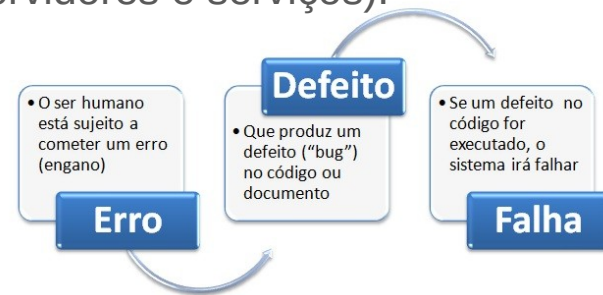 rvidores e serviços).
• O ser humano
está sujeito a
cometer um erro
(engano)
Erro
Defeito
• Que produz um
defeito (“bug”)
no código ou
documento
• Se um defeito no
código for
executado, o
sistema irá falhar
Falha